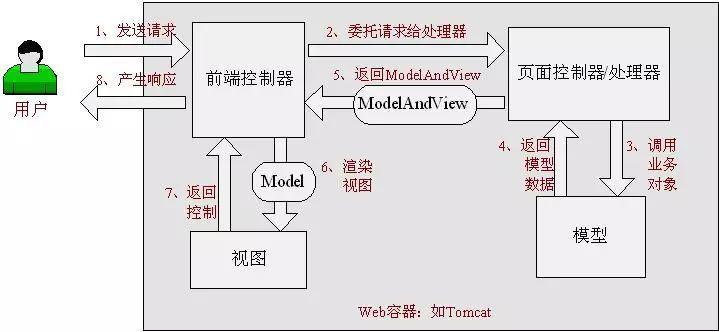 1、发送请求
2、委托请求给处理器
8、产生响应
用户
前端控制器
5、返回ModelAndView
ModelAndView
页面控制器/处理器
4、返回
模型
数据
3、调用
业务
对象
7、返回
控制
Model
6、渲染
视图
视图
模型
Web容器：如Tomcat